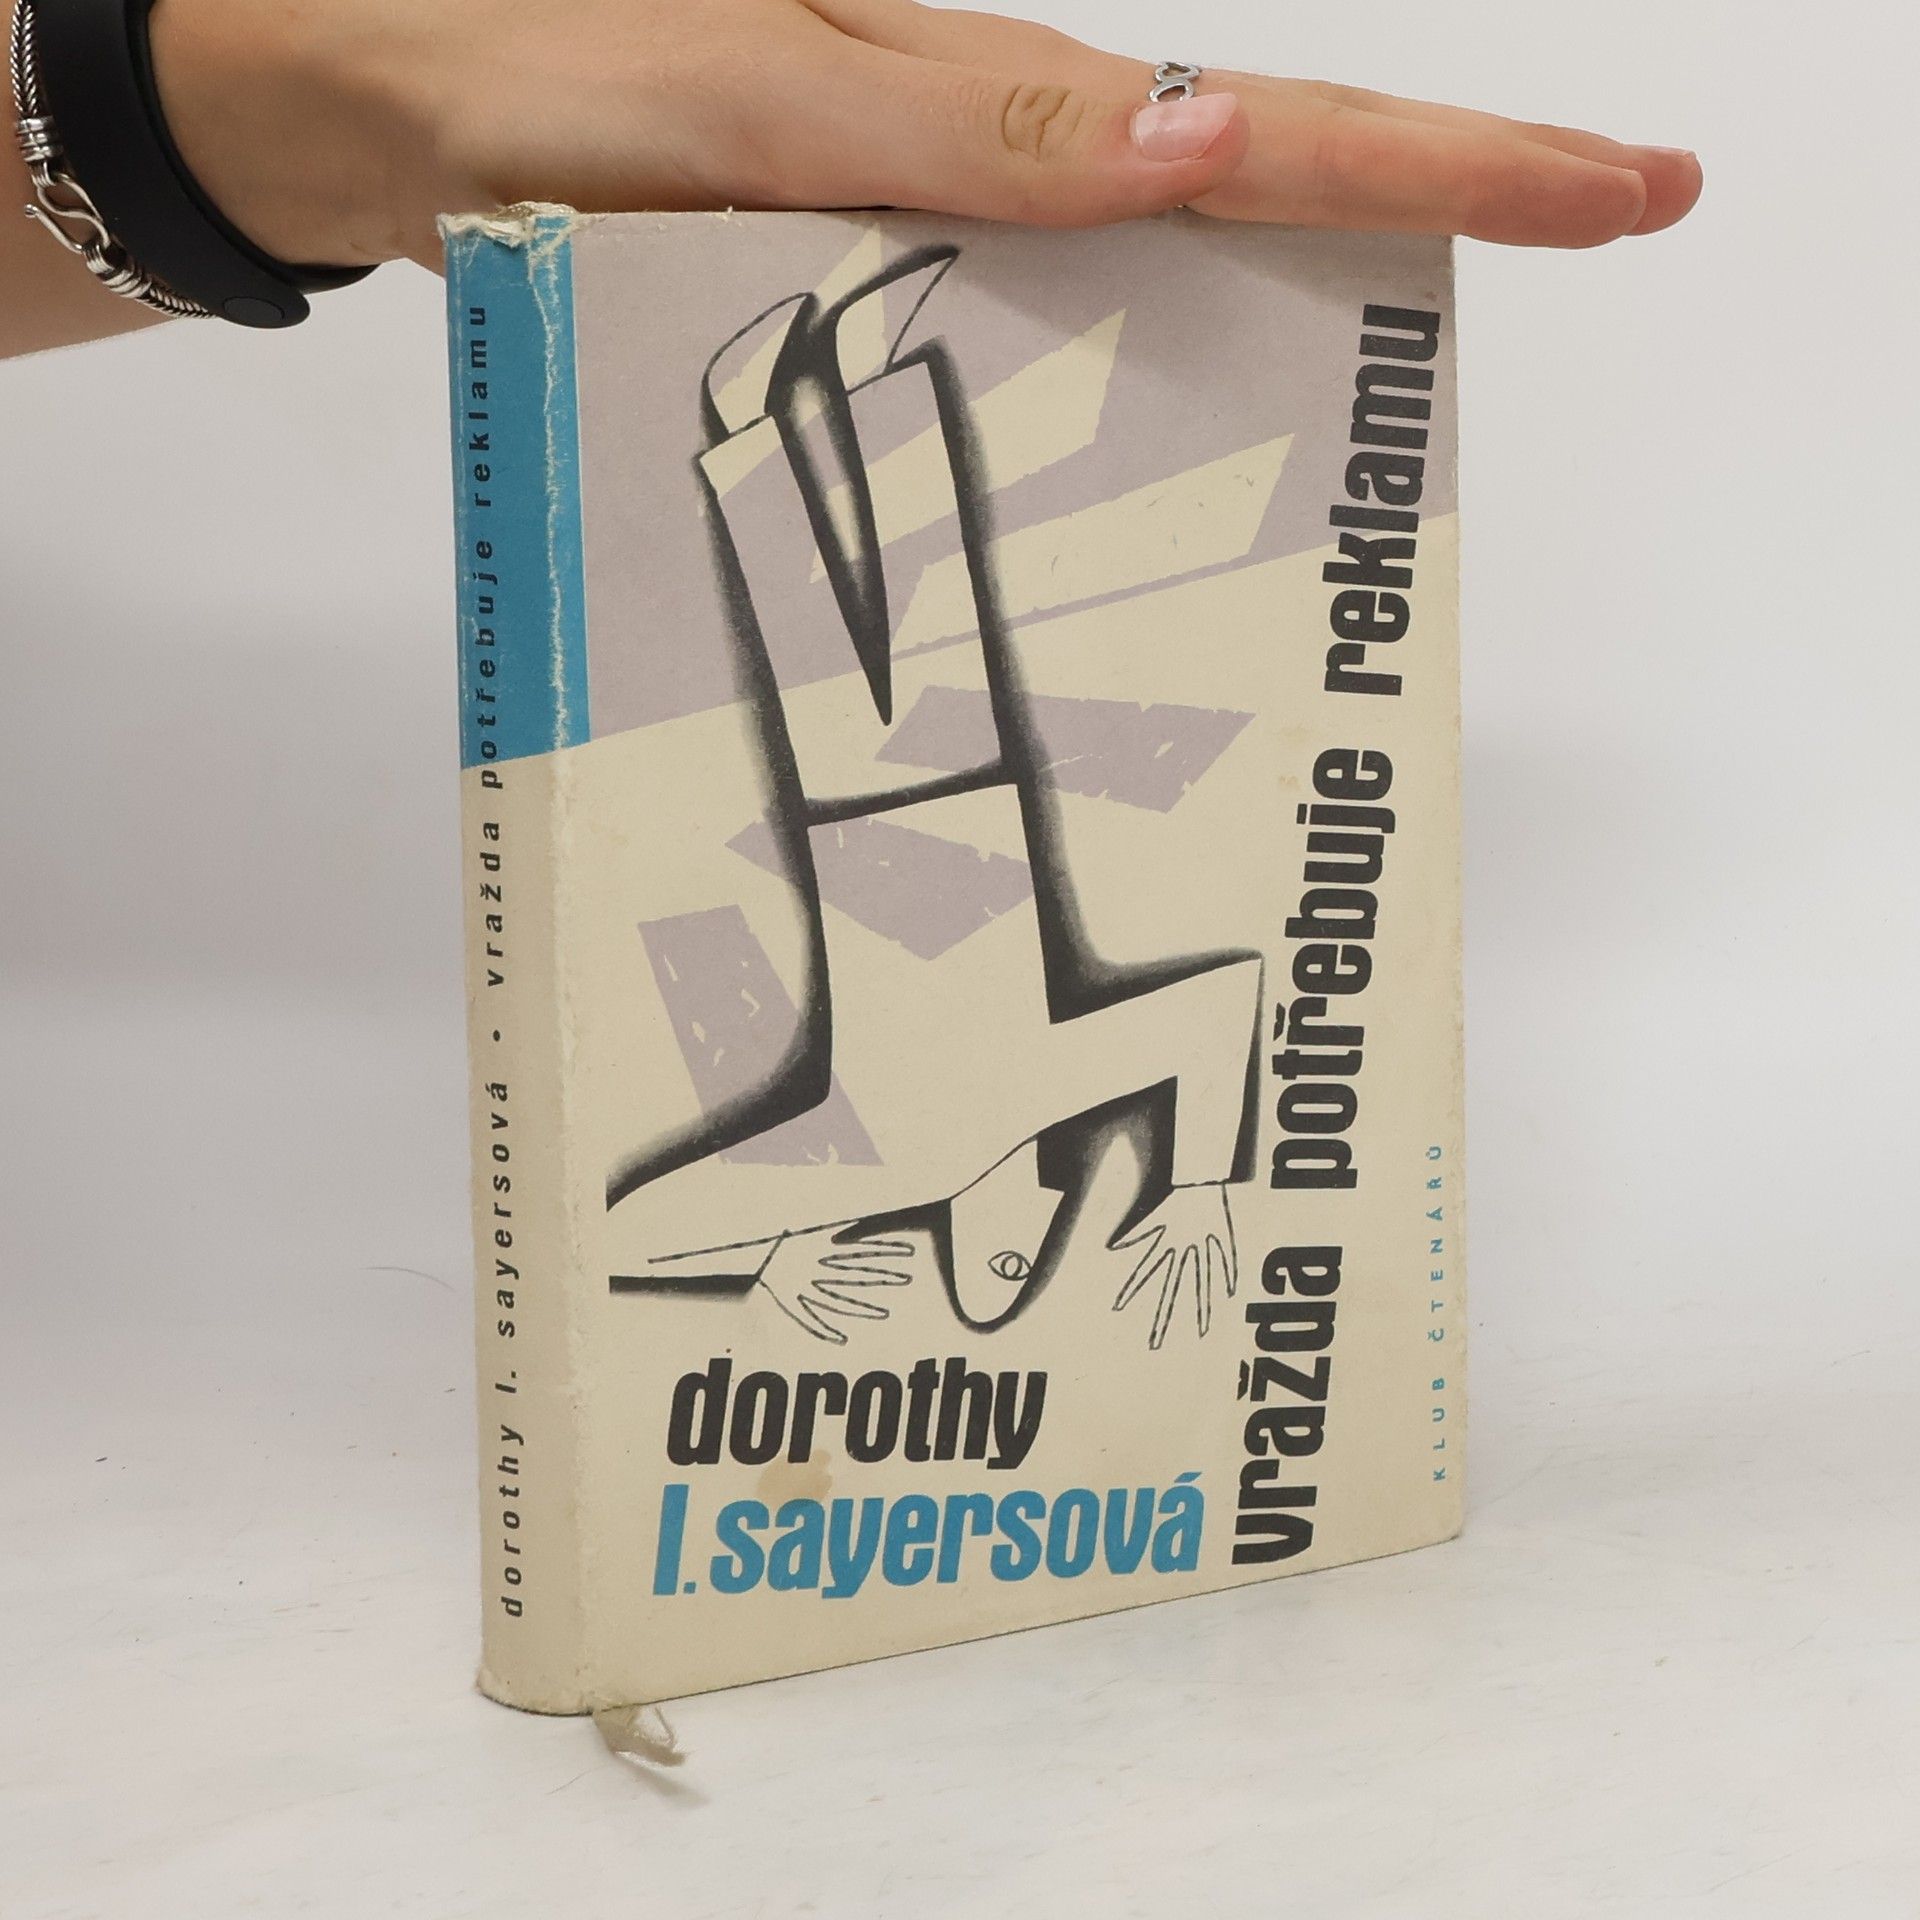 dorothy l. sayersová • vražda potřebuje reklamu
dorothy
l. sayersová
vražda potřebuje reklamu
KLUB ČTENÁŘŮ